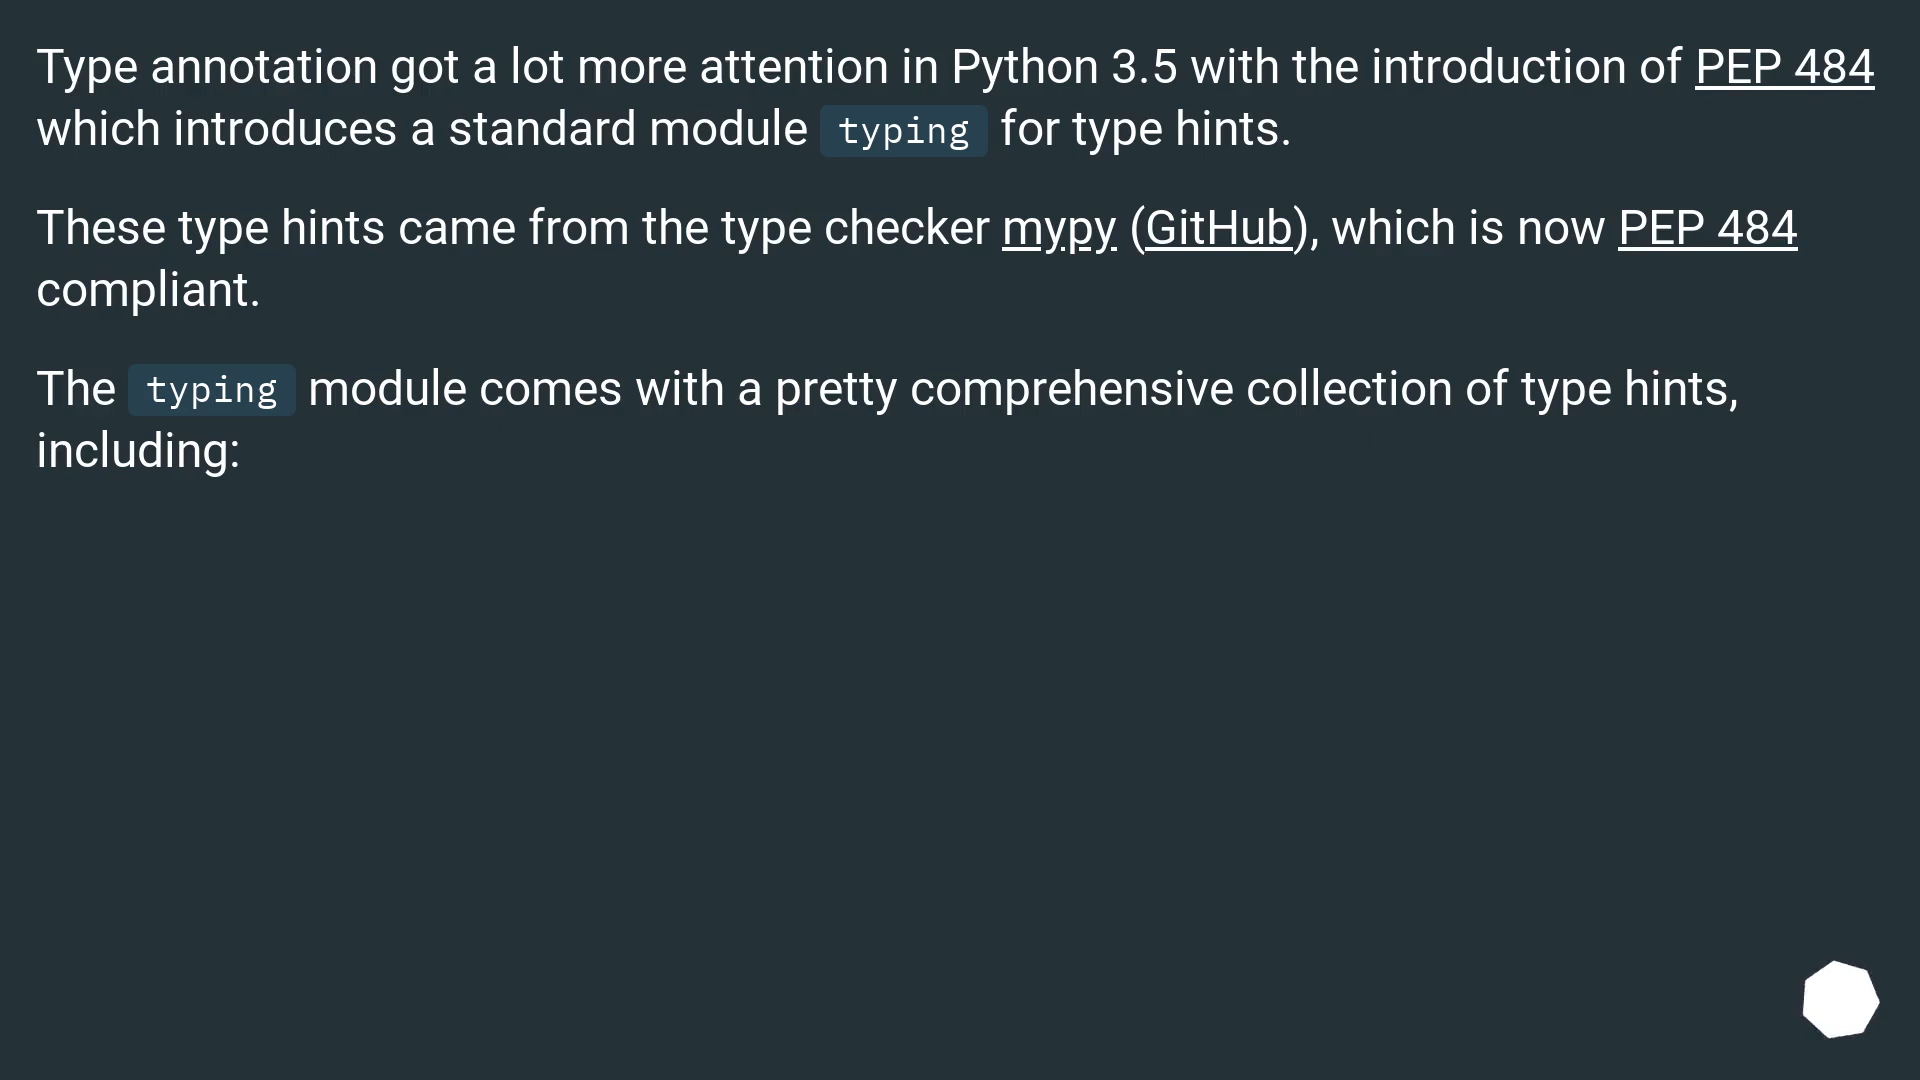 Type annotation got a lot more attention in Python 3.5 with the introduction of PEP 484
which introduces a standard module typing for type hints.
These type hints came from the type checker mypy (GitHub), which is now PEP 484
compliant.
The typing module comes with a pretty comprehensive collection of type hints,
including: